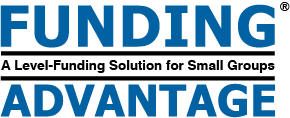 FUNDING®
A Level-Funding Solution for Small Groups
ADVANTAGE